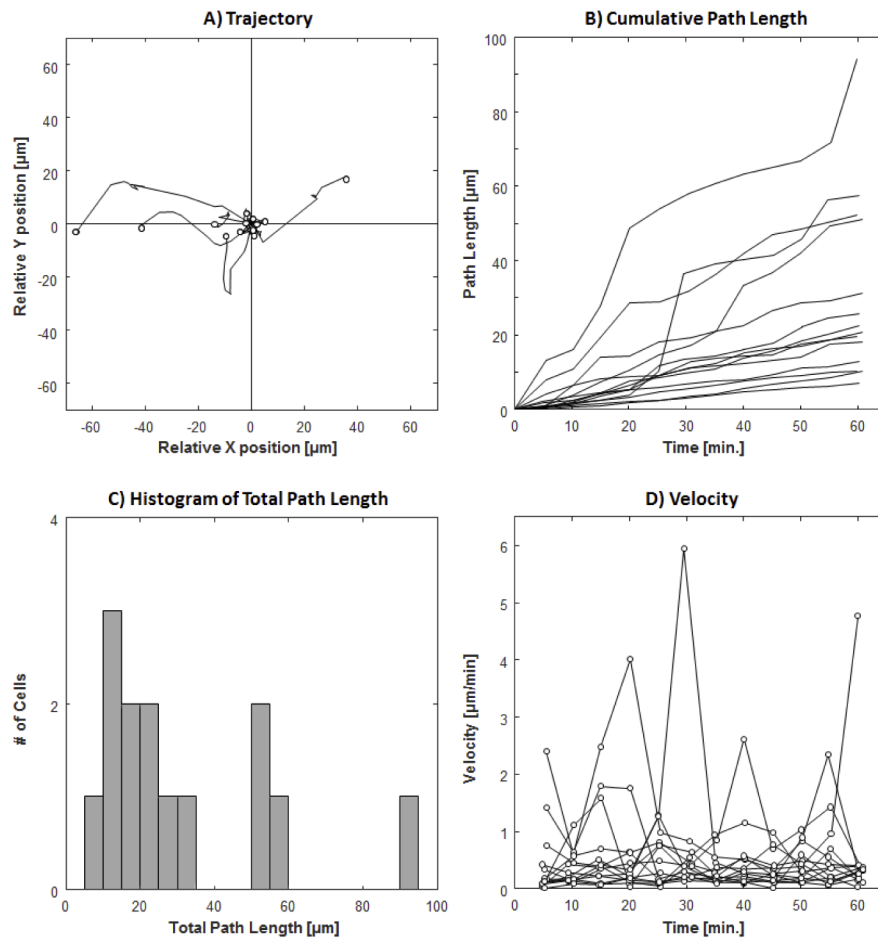 A) Trajectory
60
40
20
0
-20
-40
-60
Relative Y position [µm]
-60 -40 -20 0 20 40 60
Relative X position [µm]
B) Cumulative Path Length
100
80
60
40
20
0
Path Length [µm]
0 10 20 30 40 50 60
Time [min.]
C) Histogram of Total Path Length
4
2
0
# of Cells
0 20 40 60 80 100
Total Path Length [µm]
D) Velocity
6
5
4
3
2
1
0
Velocity [µm/min]
0 10 20 30 40 50 60
Time [min.]